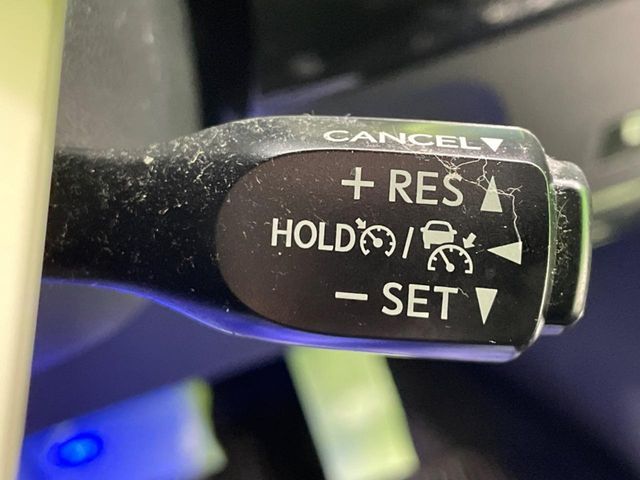 CANCEL▼
+ RES ▲
HOLD / ◀
− SET ▼